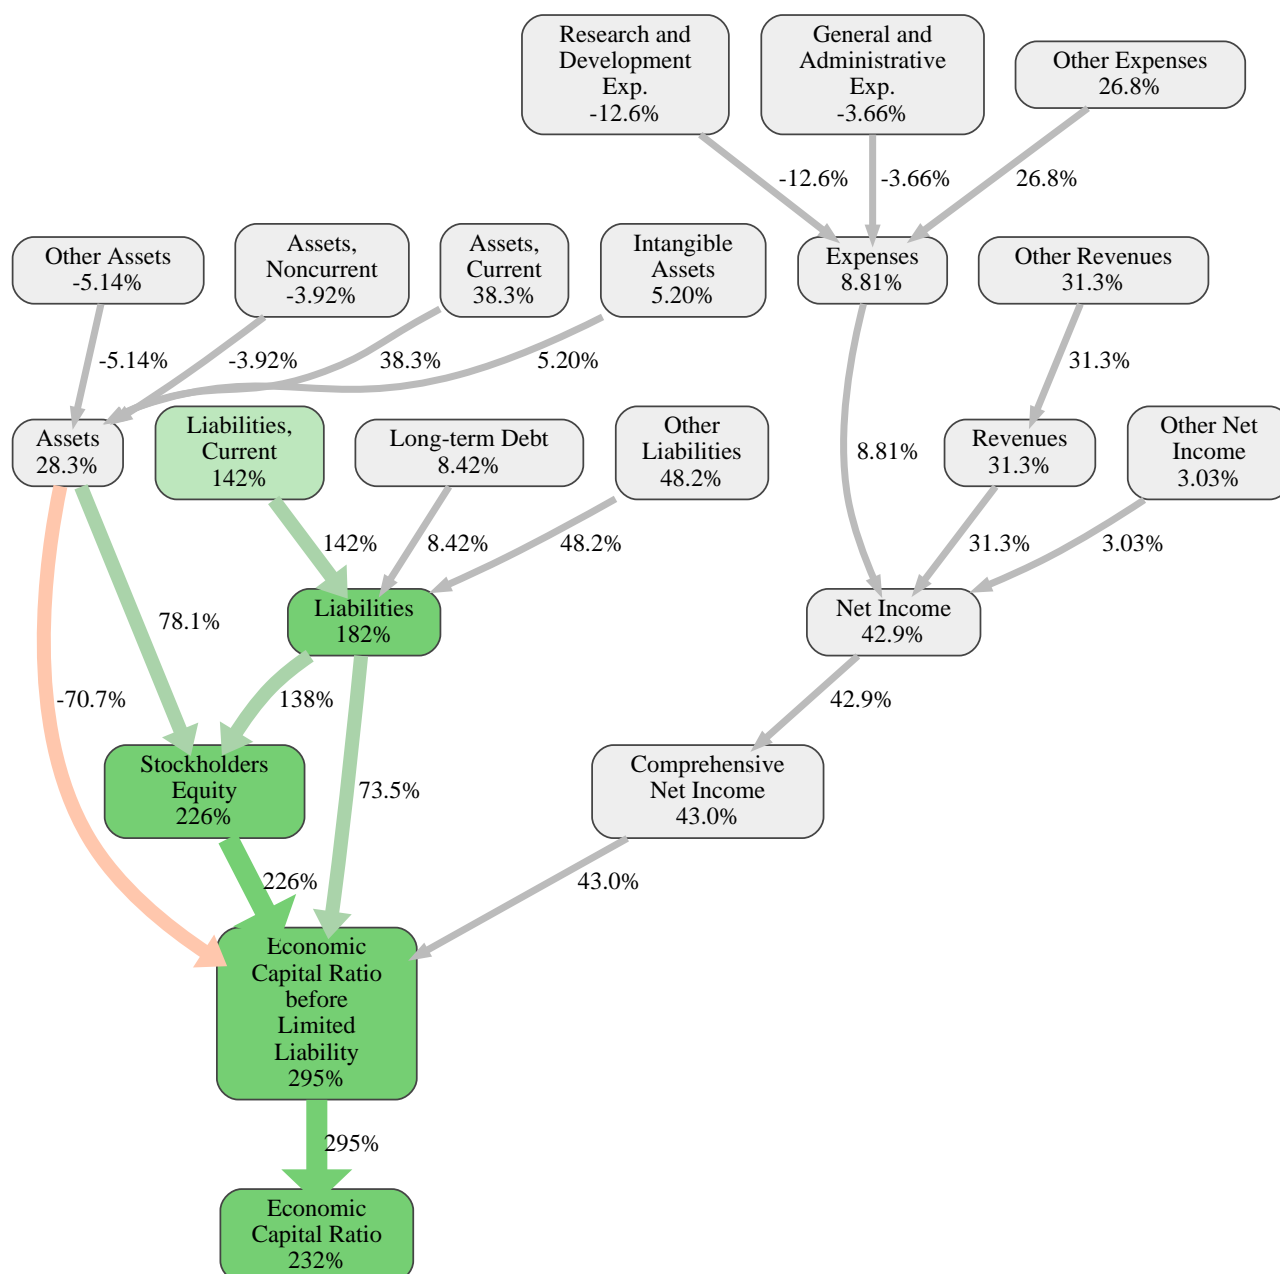 Research and
Development
Exp.
-12.6%
General and
Administrative
Exp.
-3.66%
Other Expenses
26.8%
-12.6%
-3.66%
26.8%
Other Assets
-5.14%
Assets,
Noncurrent
-3.92%
Assets,
Current
38.3%
Intangible
Assets
5.20%
Expenses
8.81%
Other Revenues
31.3%
-5.14%
-3.92%
38.3%
5.20%
31.3%
Assets
28.3%
Liabilities,
Current
142%
Long-term Debt
8.42%
Other
Liabilities
48.2%
8.81%
Revenues
31.3%
Other Net
Income
3.03%
142%
8.42%
48.2%
31.3%
3.03%
78.1%
Liabilities
182%
Net Income
42.9%
-70.7%
138%
42.9%
Stockholders
Equity
226%
73.5%
Comprehensive
Net Income
43.0%
226%
43.0%
Economic
Capital Ratio
before
Limited
Liability
295%
295%
Economic
Capital Ratio
232%